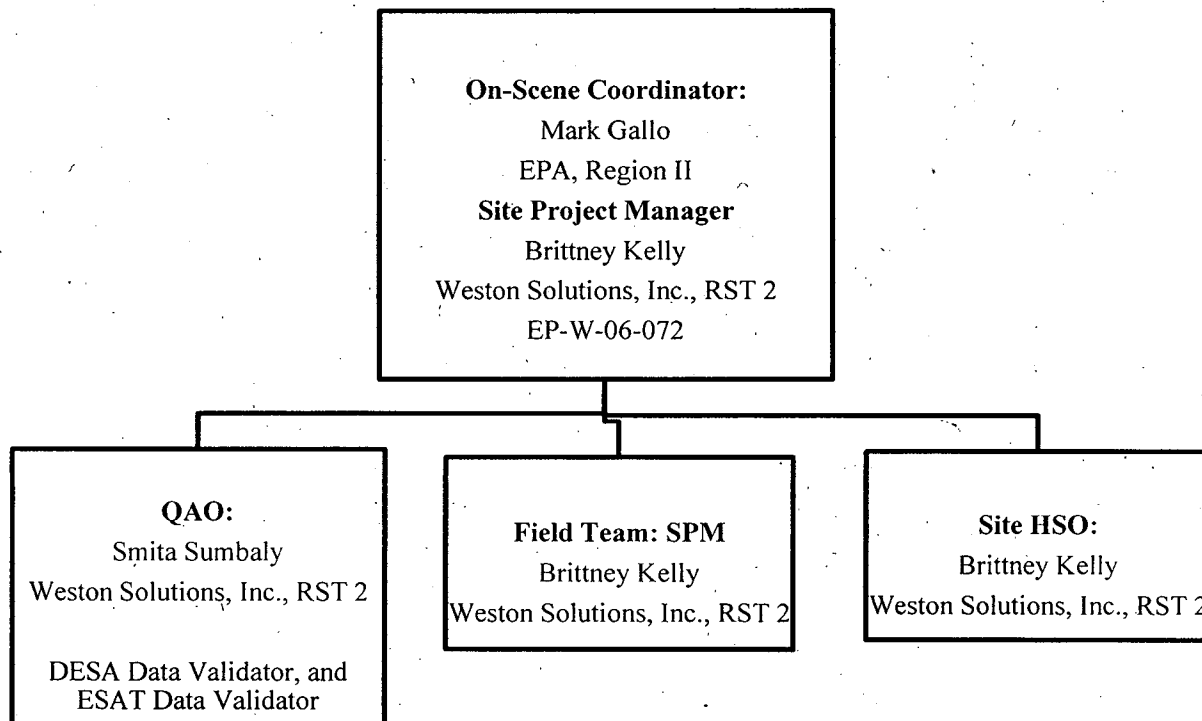 On-Scene Coordinator:
Mark Gallo
EPA, Region II
Site Project Manager
Brittney Kelly
Weston Solutions, Inc., RST 2
EP-W-06-072
QAO:
Smita Sumbaly
Weston Solutions, Inc., RST 2
DESA Data Validator, and
ESAT Data Validator
Field Team: SPM
Brittney Kelly
Weston Solutions, Inc., RST 2
Site HSO:
Brittney Kelly
Weston Solutions, Inc., RST 2